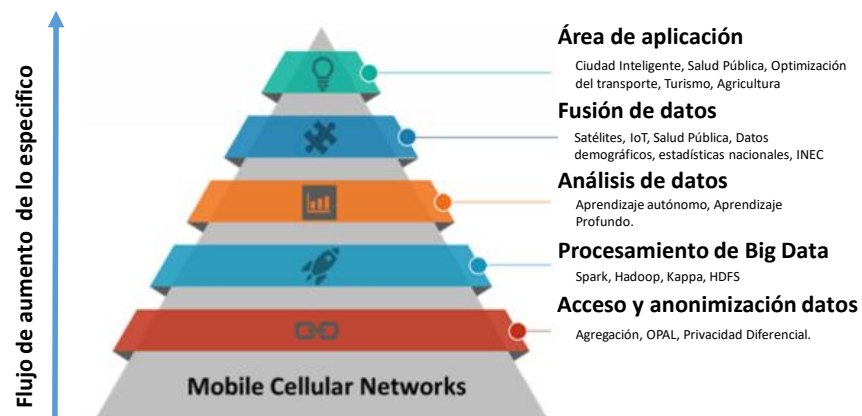 Flujo de aumento de lo especifico
Área de aplicación
Ciudad Inteligente, Salud Pública, Optimización
del transporte, Turismo, Agricultura
Fusión de datos
Satélites, IoT, Salud Pública, Datos
demográficos, estadísticas nacionales, INEC
Análisis de datos
Aprendizaje autónomo, Aprendizaje
Profundo.
Procesamiento de Big Data
Spark, Hadoop, Kappa, HDFS
Acceso y anonimización datos
Agregación, OPAL, Privacidad Diferencial.
Mobile Cellular Networks